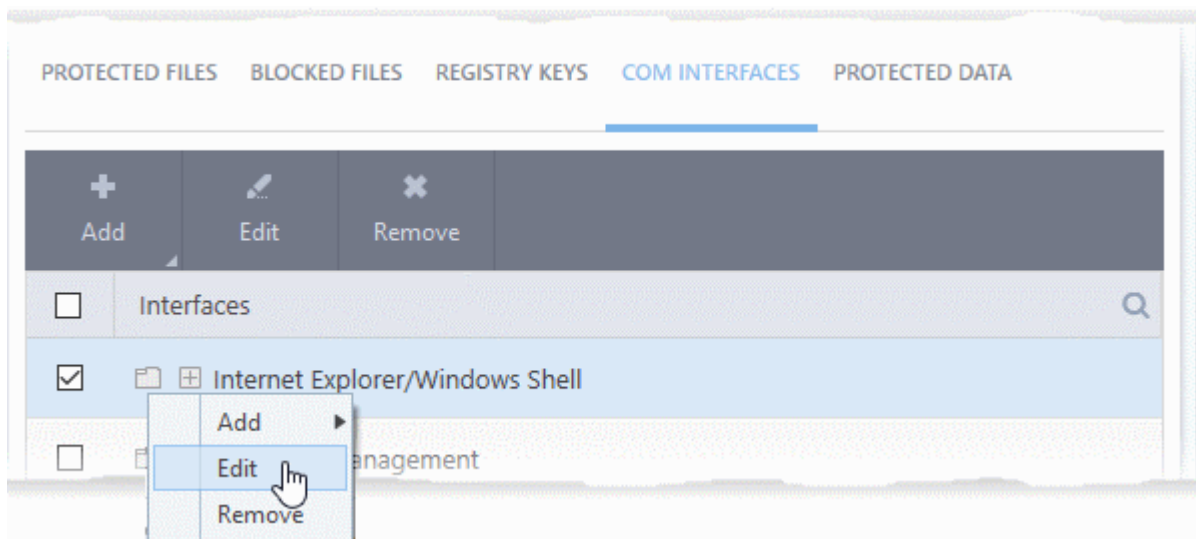 PROTECTED FILES BLOCKED FILES REGISTRY KEYS COM INTERFACES PROTECTED DATA
Add Edit Remove
Interfaces
Internet Explorer/Windows Shell
Add
Edit
anagement
Remove